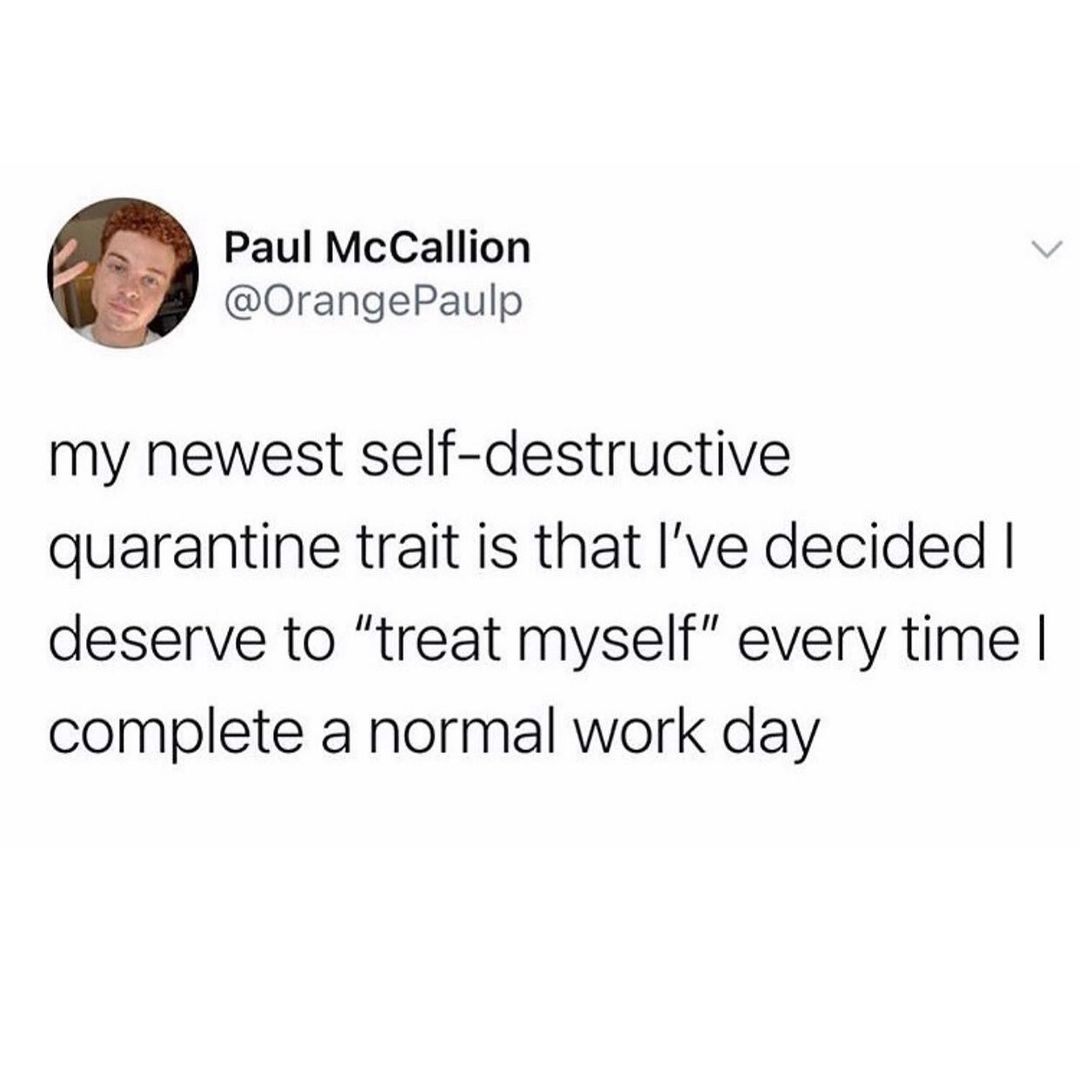 Paul McCallion
@OrangePaulp
my newest self-destructive
quarantine trait is that I've decided I
deserve to "treat myself" every time I
complete a normal work day